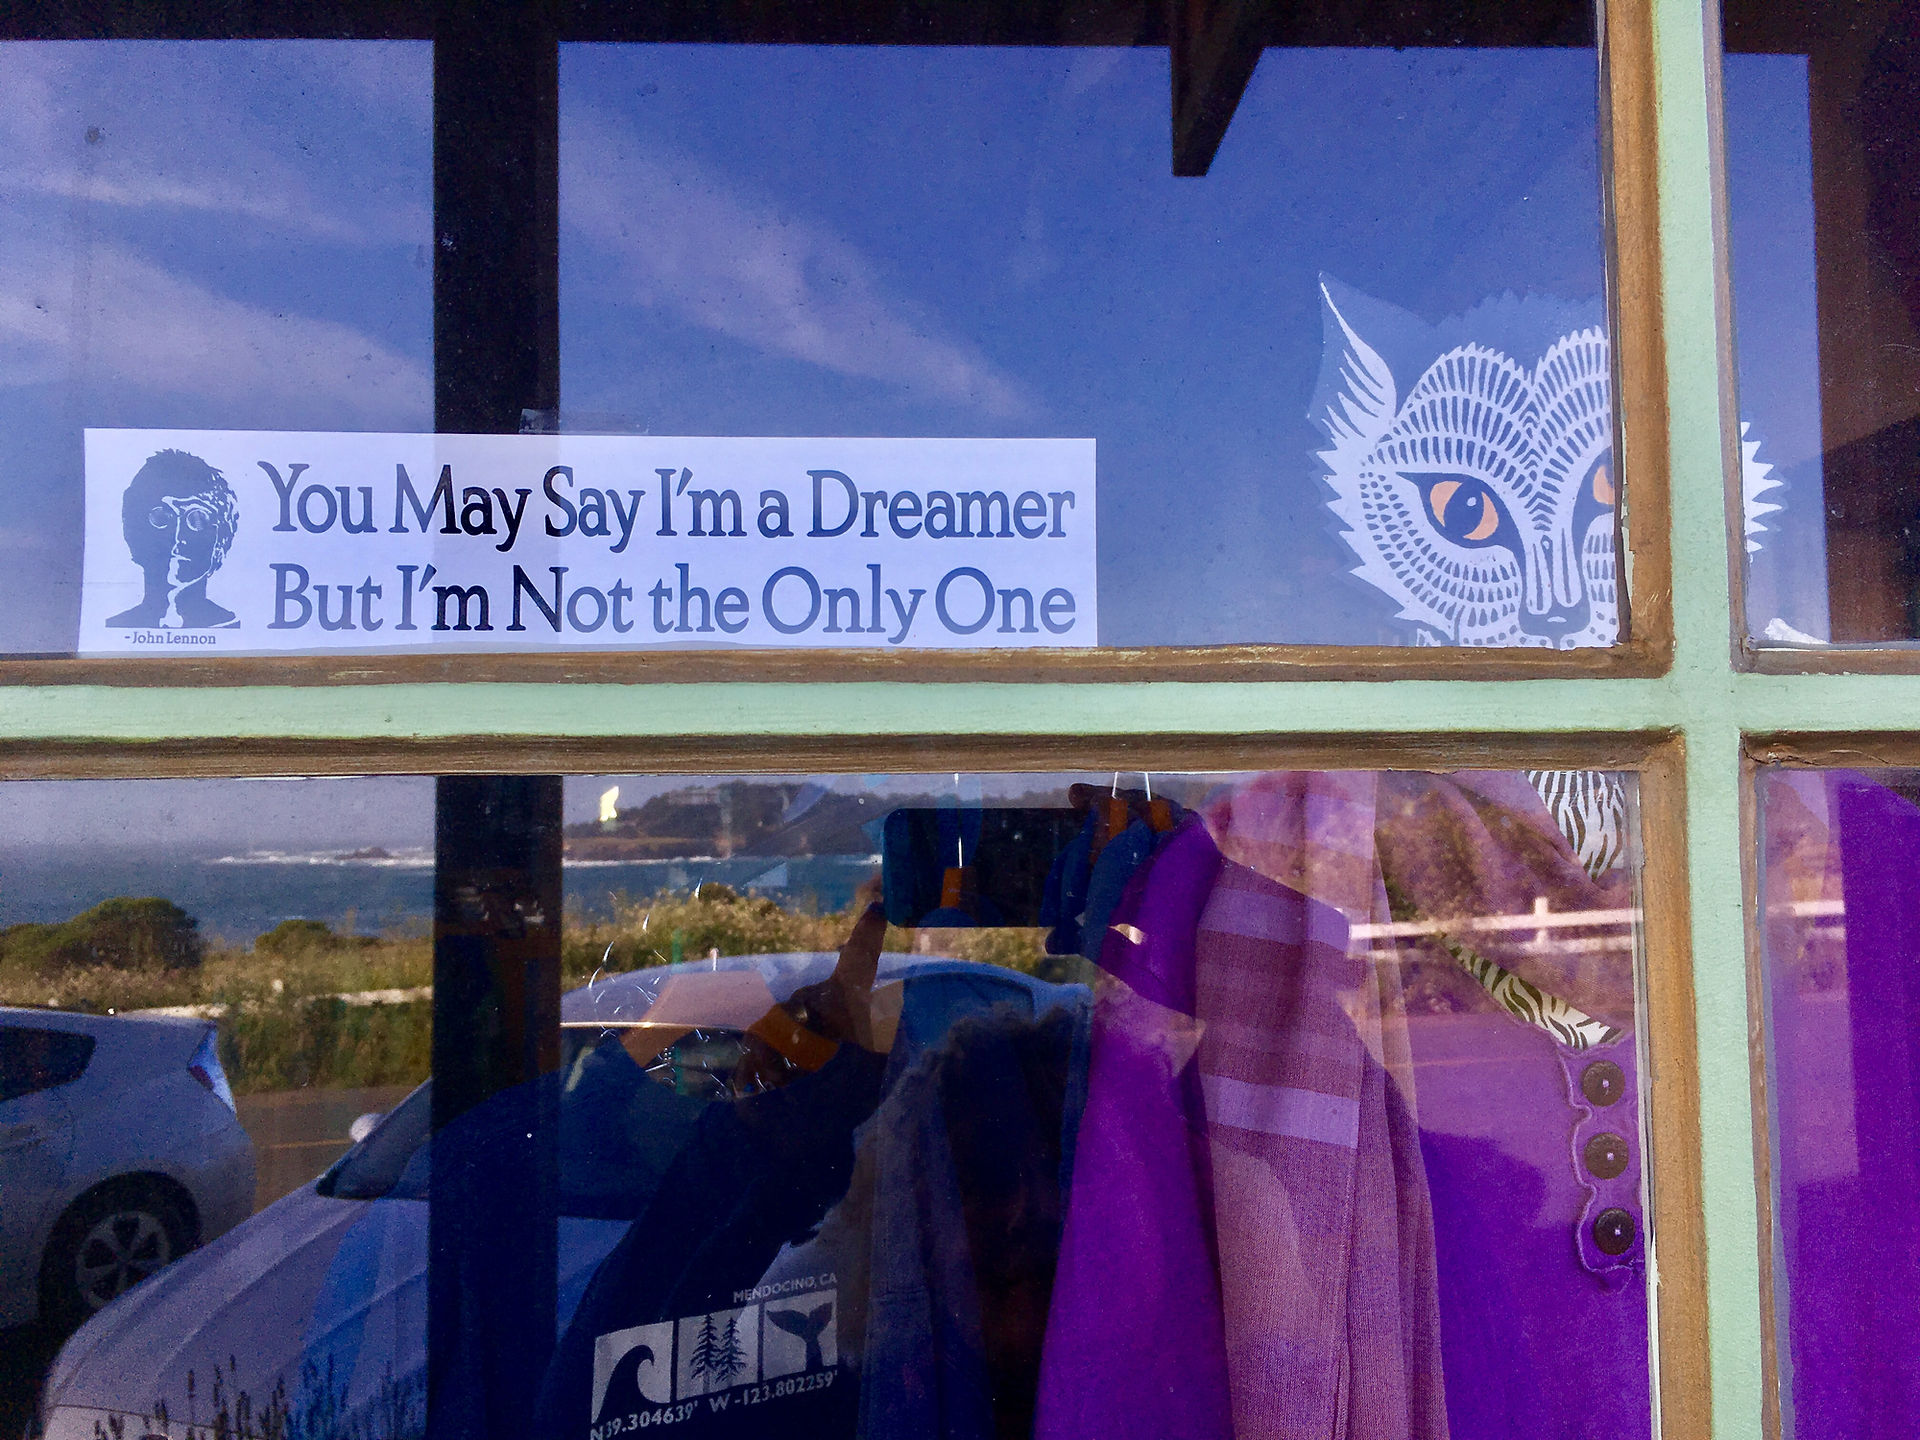 You May Say I'm a Dreamer
But I'm Not the Only One
-John Lennon
MENDOCINO, CA
N39.304639' W-123.802259'